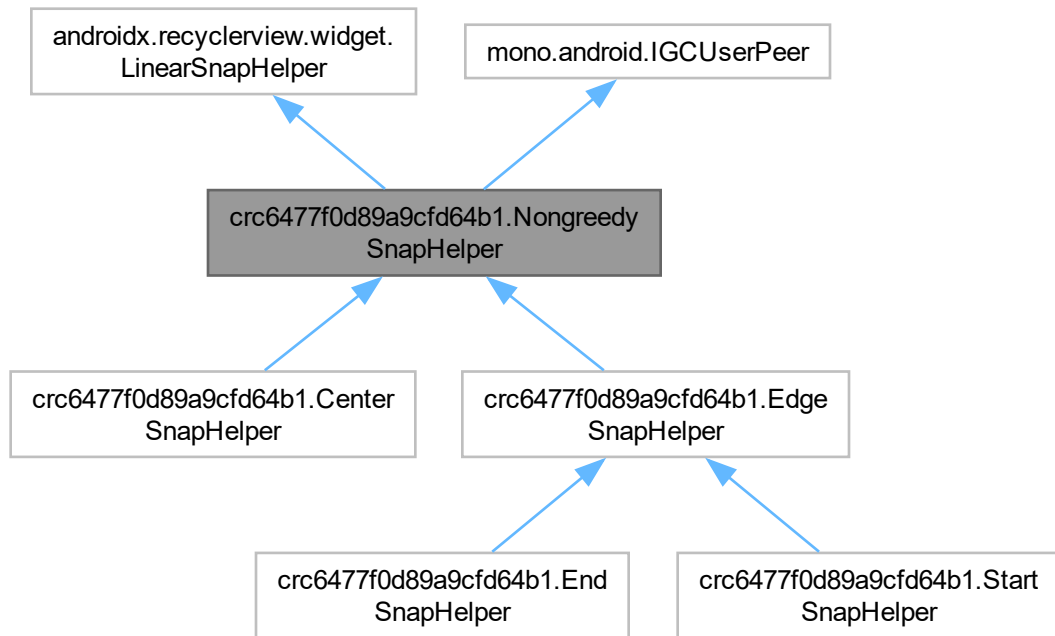 androidx.recyclerview.widget.
LinearSnapHelper
mono.android.IGCUserPeer
crc6477f0d89a9cfd64b1.Nongreedy
SnapHelper
crc6477f0d89a9cfd64b1.Center
SnapHelper
crc6477f0d89a9cfd64b1.Edge
SnapHelper
crc6477f0d89a9cfd64b1.End
SnapHelper
crc6477f0d89a9cfd64b1.Start
SnapHelper